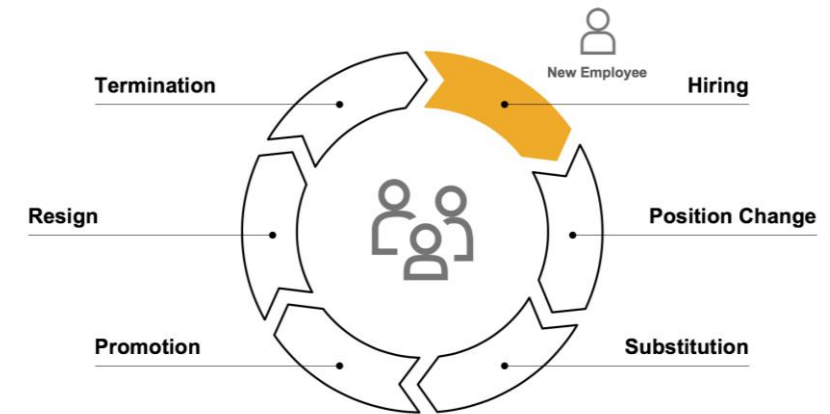 New Employee
Termination
Hiring
Resign
Position Change
Promotion
Substitution